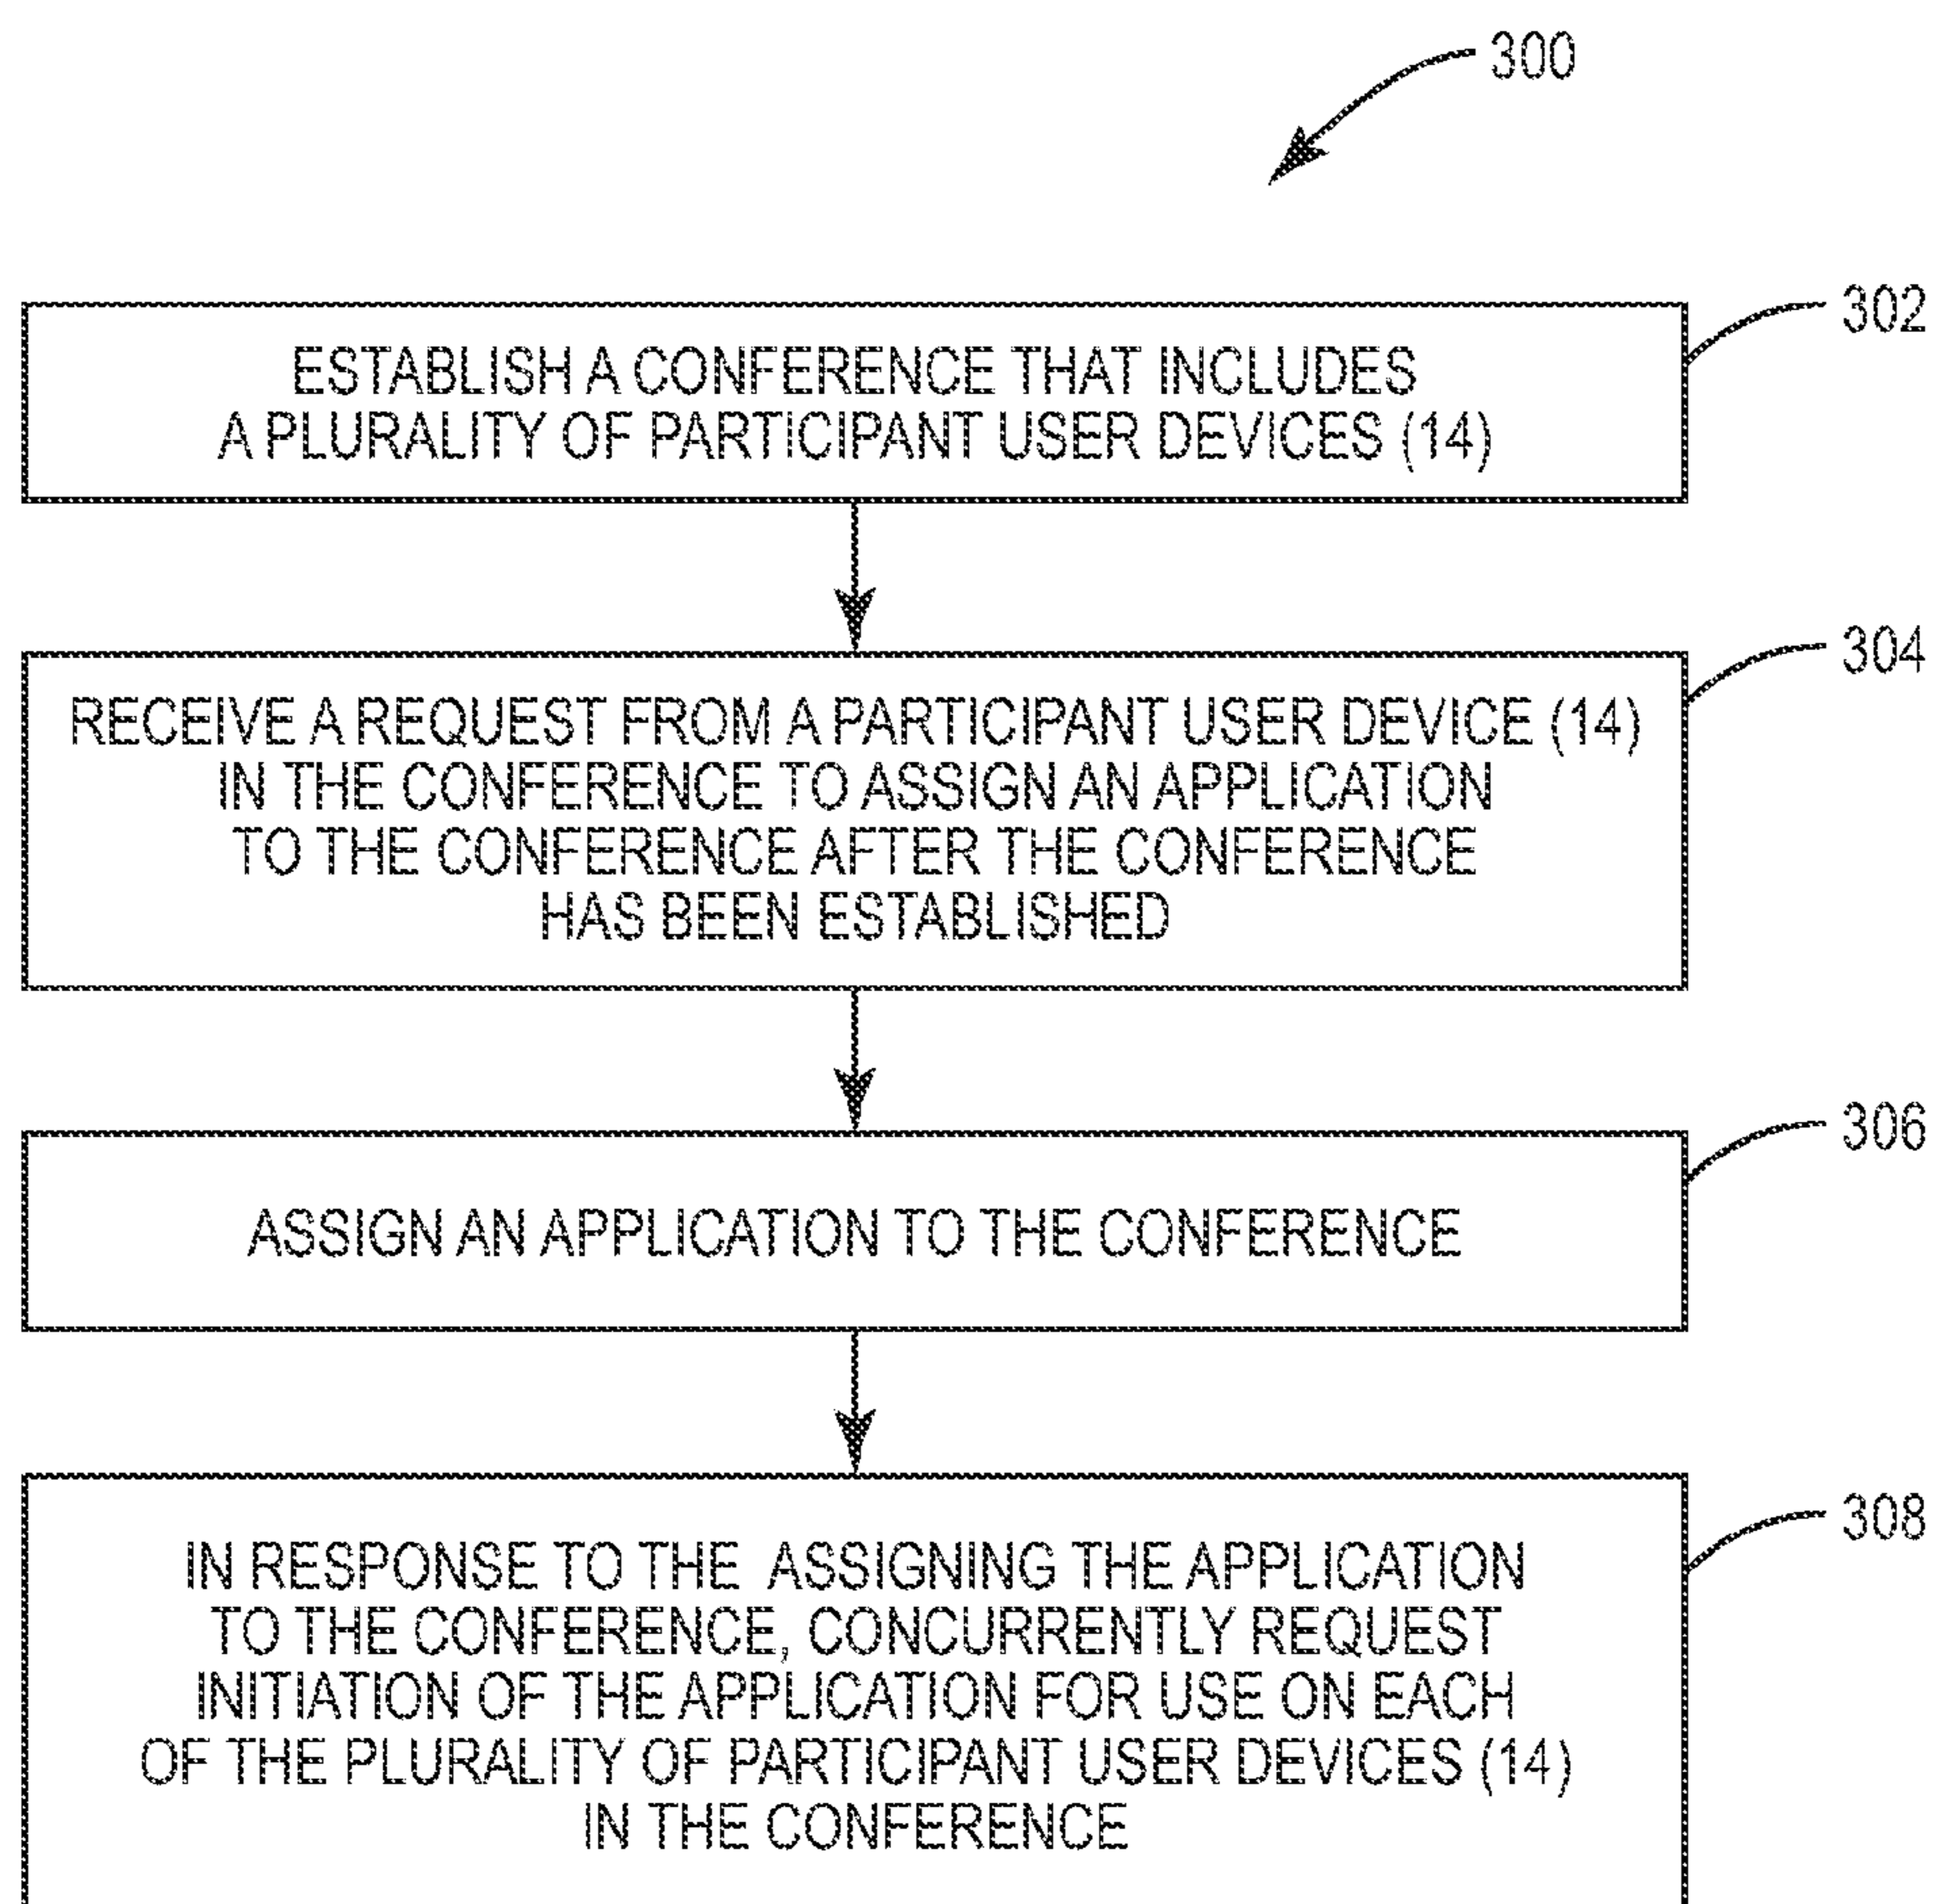 300
302
ESTABLISH A CONFERENCE THAT INCLUDES
A PLURALITY OF PARTICIPANT USER DEVICES (14)
304
RECEIVE A REQUEST FROM A PARTICIPANT USER DEVICE (14)
IN THE CONFERENCE TO ASSIGN AN APPLICATION
TO THE CONFERENCE AFTER THE CONFERENCE
HAS BEEN ESTABLISHED
306
ASSIGN AN APPLICATION TO THE CONFERENCE
308
IN RESPONSE TO THE ASSIGNING THE APPLICATION
TO THE CONFERENCE, CONCURRENTLY REQUEST
INITIATION OF THE APPLICATION FOR USE ON EACH
OF THE PLURALITY OF PARTICIPANT USER DEVICES (14)
IN THE CONFERENCE